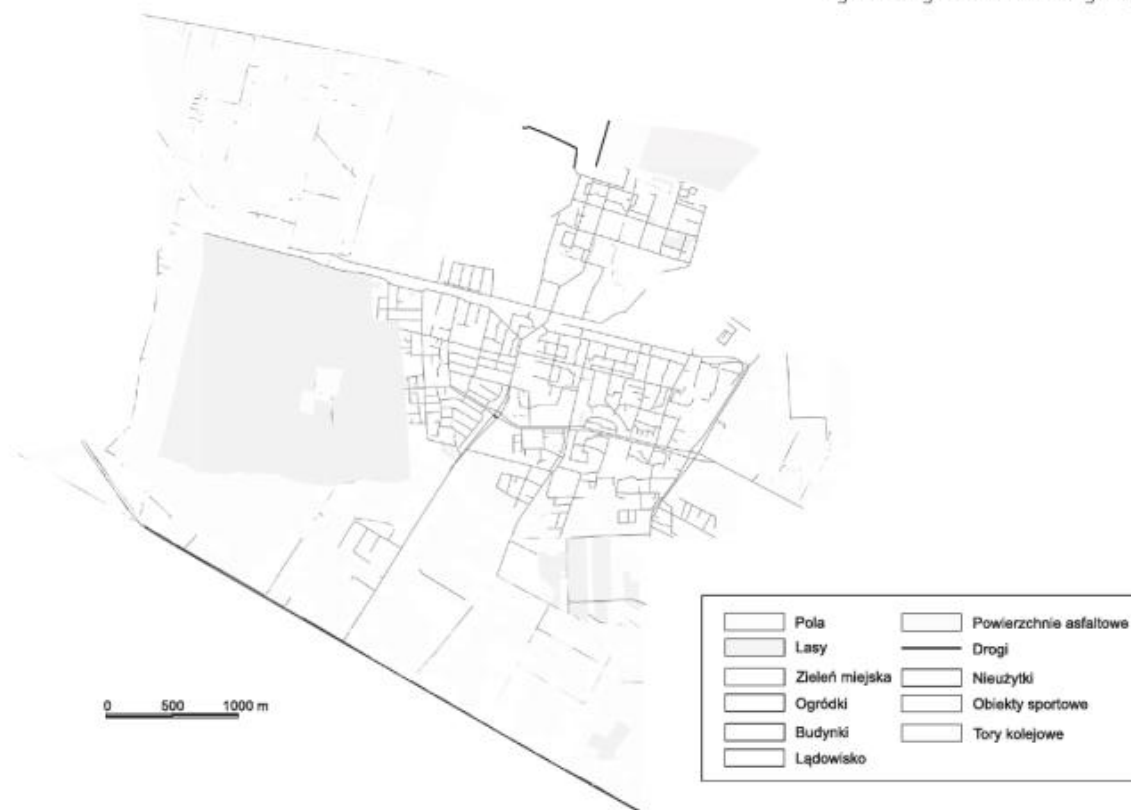 0 500 1000 m
Pola
Lasy
Zieleń miejska
Ogródki
Budynki
Lądowisko
Powierzchnie asfaltowe
Drogi
Nieużytki
Obiekty sportowe
Tory kolejowe